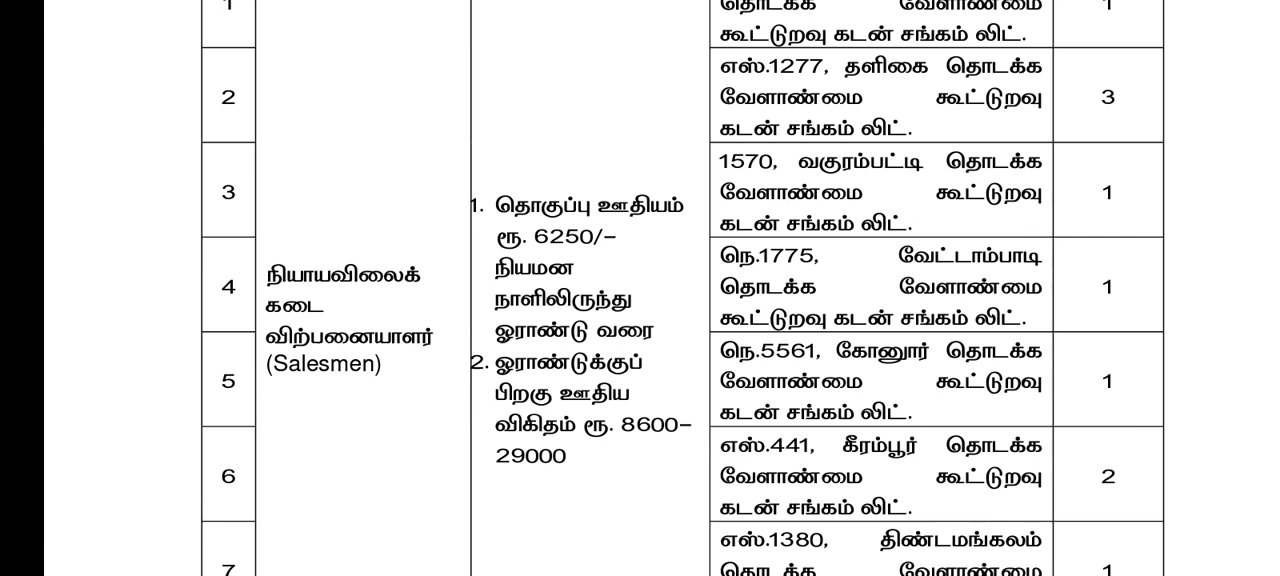 1
தொடக்க வேளாண்மை
1
கூட்டுறவு கடன் சங்கம் லிட்.
2
எஸ்.1277, தளிகை தொடக்க
வேளாண்மை கூட்டுறவு
கடன் சங்கம் லிட்.
3
3
1570, வகுரம்பட்டி தொடக்க
வேளாண்மை கூட்டுறவு
கடன் சங்கம் லிட்.
1
நியாயவிலைக்
கடை
விற்பனையாளர்
(Salesmen)
1. தொகுப்பு ஊதியம்
ரூ. 6250/–
நியமன
நாளிலிருந்து
ஓராண்டு வரை
2. ஓராண்டுக்குப்
பிறகு ஊதிய
விகிதம் ரூ. 8600–
29000
4
நெ.1775, வேட்டாம்பாடி
தொடக்க வேளாண்மை
கூட்டுறவு கடன் சங்கம் லிட்.
1
5
நெ.5561, கோனூர் தொடக்க
வேளாண்மை கூட்டுறவு
கடன் சங்கம் லிட்.
1
6
எஸ்.441, கீரம்பூர் தொடக்க
வேளாண்மை கூட்டுறவு
கடன் சங்கம் லிட்.
2
7
எஸ்.1380, திண்டமங்கலம்
தொடக்க வேளாண்மை
1